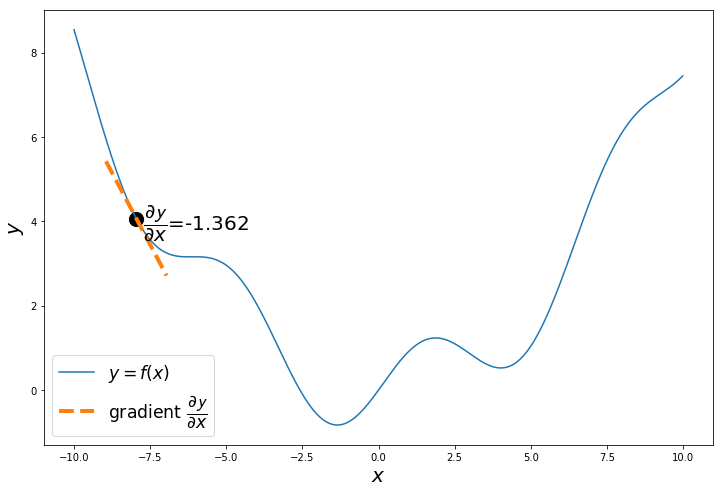 8
6
4
2
0
y
∂y/∂x=-1.362
y = f(x)
gradient ∂y/∂x
−10.0 −7.5 −5.0 −2.5 0.0 2.5 5.0 7.5 10.0
x